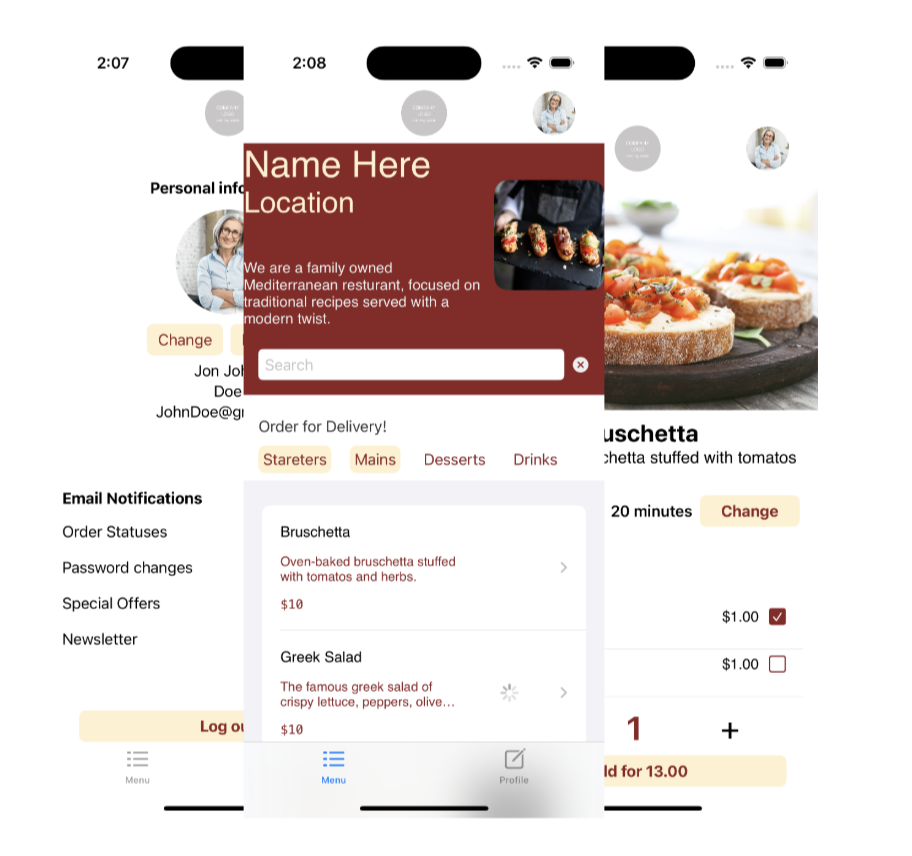 2:07
Personal info
Change
Jon Jo
Doe
JohnDoe@g
Email Notifications
Order Statuses
Password changes
Special Offers
Newsletter
Log ou
Menu
2:08
Name Here
Location
We are a family owned
Mediterranean resturant, focused on
traditional recipes served with a
modern twist.
Search
Order for Delivery!
Stareters Mains Desserts Drinks
Bruschetta
Oven-baked bruschetta stuffed
with tomatos and herbs.
$10
Greek Salad
The famous greek salad of
crispy lettuce, peppers, olive...
$10
Menu Profile
uschetta
chetta stuffed with tomatos
20 minutes Change
$1.00
$1.00
1 +
ld for 13.00